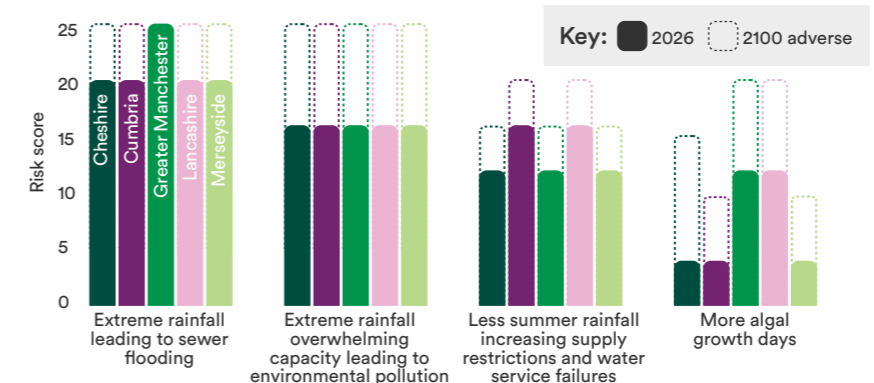 Key: 2026 2100 adverse
Risk score
25
20
15
10
5
0
Cheshire
Cumbria
Greater Manchester
Lancashire
Merseyside
Extreme rainfall
leading to sewer
flooding
Extreme rainfall
overwhelming
capacity leading to
environmental pollution
Less summer rainfall
increasing supply
restrictions and water
service failures
More algal
growth days